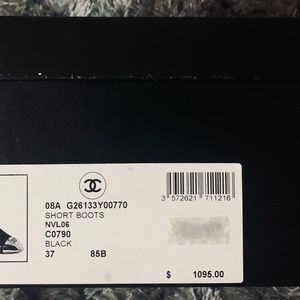 08A G26133Y00770
SHORT BOOTS
NVL06
C0790
BLACK
37 85B
3 572621 711216
$ 1095.00